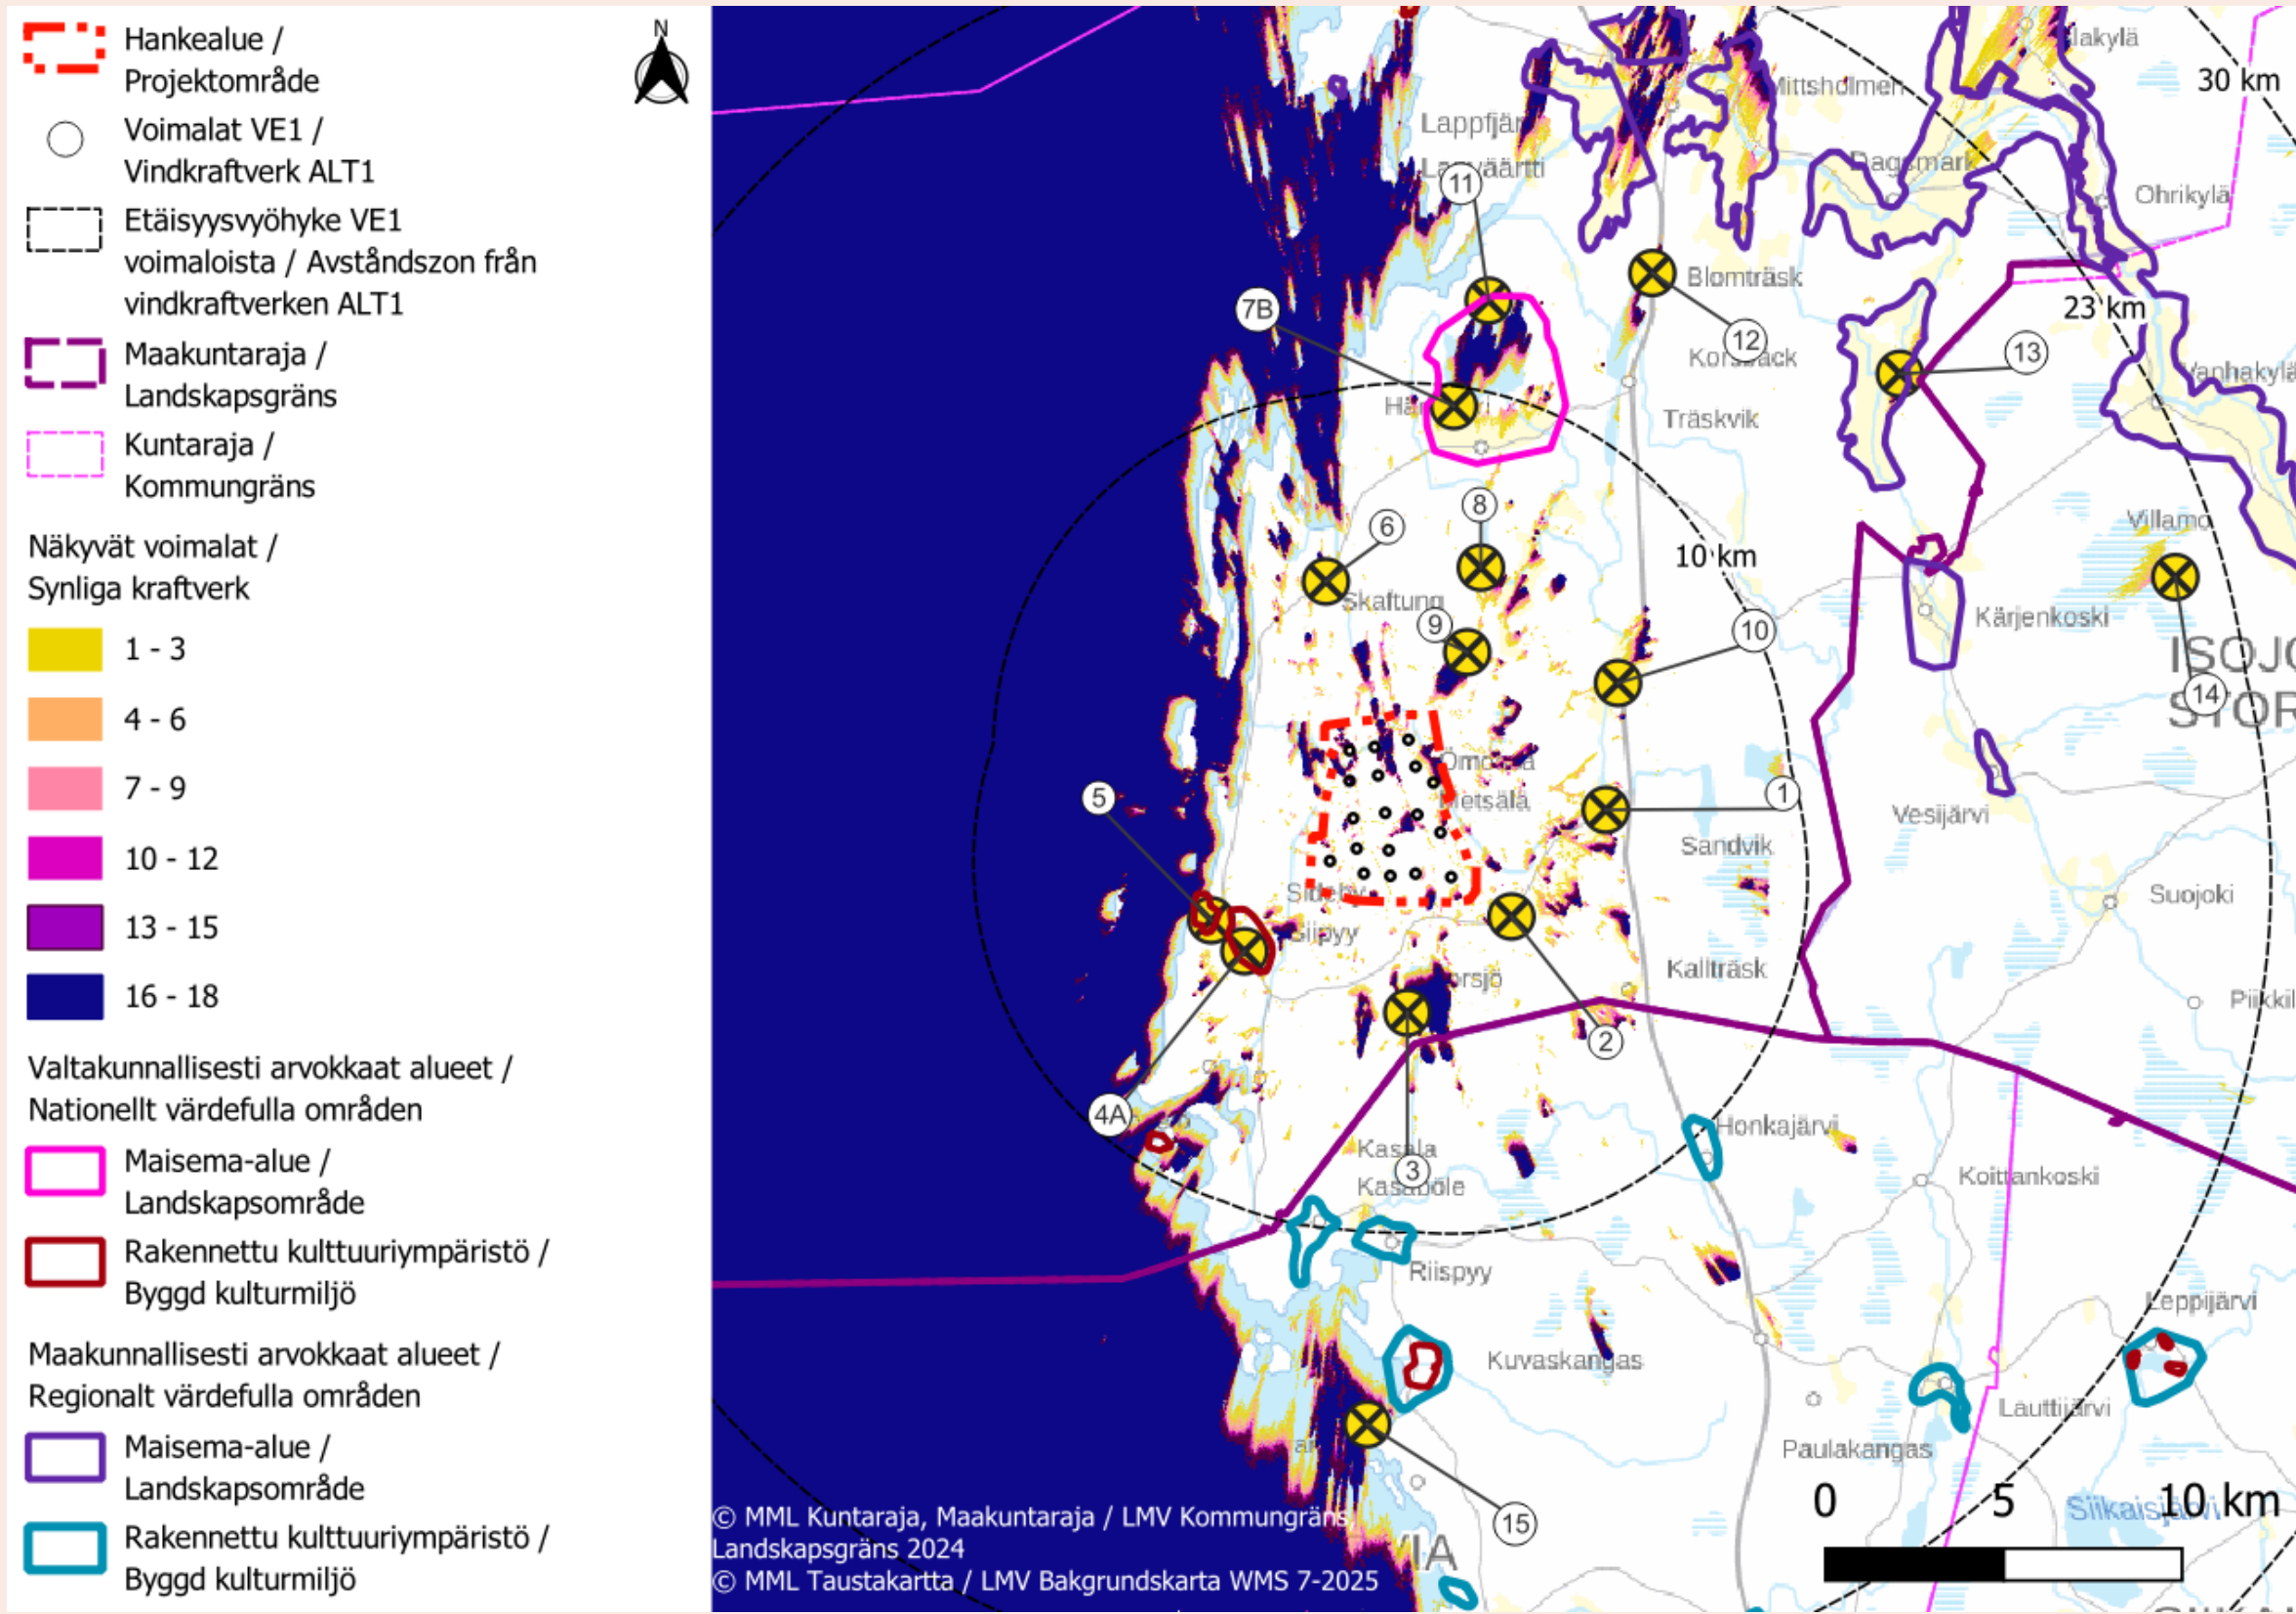 Hankealue /
Projektområde
Voimalat VE1 /
Vindkraftverk ALT1
Etäisyysvyöhyke VE1
voimaloista / Avståndszon från
vindkraftverken ALT1
Maakuntaraja /
Landskapsgräns
Kuntaraja /
Kommungräns
Näkyvät voimalat /
Synliga kraftverk
1 - 3
4 - 6
7 - 9
10 - 12
13 - 15
16 - 18
Valtakunnallisesti arvokkaat alueet /
Nationellt värdefulla områden
Maisema-alue /
Landskapsområde
Rakennettu kulttuuriympäristö /
Byggd kulturmiljö
Maakunnallisesti arvokkaat alueet /
Regionalt värdefulla områden
Maisema-alue /
Landskapsområde
Rakennettu kulttuuriympäristö /
Byggd kulturmiljö
N
30 km
Mittsholmen
Dagsmark
Ohrikylä
11
Blomträsk
23 km
7B
12
13
Korsbäck
Vanhakylä
Träskvik
8
6
Villamo
10 km
Skaftung
9
10
Kärjenkoski
14
5
1
Vesijärvi
Sandvik
Sideby
Suojoki
Siipyy
Kallträsk
2
4A
Honkajärvi
Kasala
3
Koittankoski
Kasaböle
Riispyy
Leppijärvi
Kuvaskangas
Lauttijärvi
Paulakangas
0 5 10 km
Siikaisjärvi
15
© MML Kuntaraja, Maakuntaraja / LMV Kommungräns,
Landskapsgräns 2024
© MML Taustakartta / LMV Bakgrundskarta WMS 7-2025